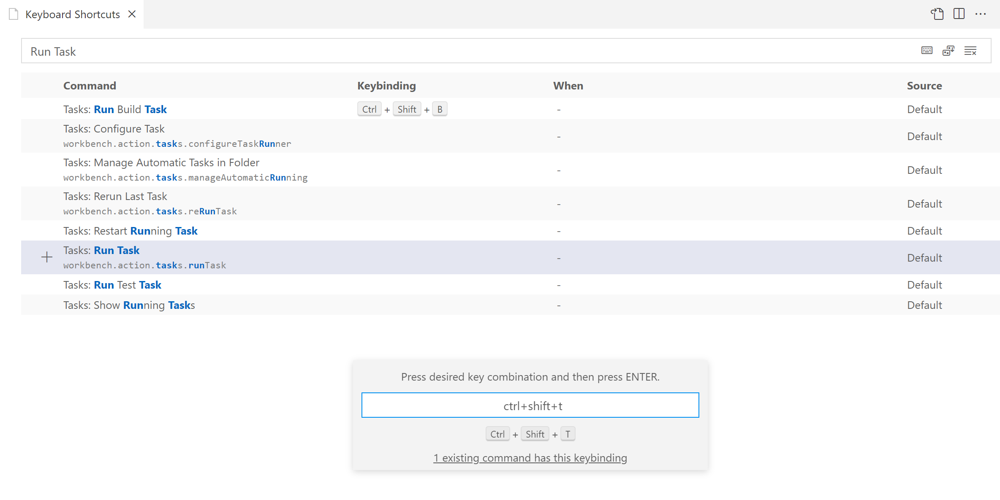 Keyboard Shortcuts
Run Task
Command Keybinding When Source
Tasks: Run Build Task Ctrl + Shift + B - Default
Tasks: Configure Task
workbench.action.tasks.configureTaskRunner - Default
Tasks: Manage Automatic Tasks in Folder
workbench.action.tasks.manageAutomaticRunning - Default
Tasks: Rerun Last Task
workbench.action.tasks.reRunTask - Default
Tasks: Restart Running Task - Default
Tasks: Run Task
workbench.action.tasks.runTask - Default
Tasks: Run Test Task - Default
Tasks: Show Running Tasks - Default
Press desired key combination and then press ENTER.
ctrl+shift+t
Ctrl + Shift + T
1 existing command has this keybinding